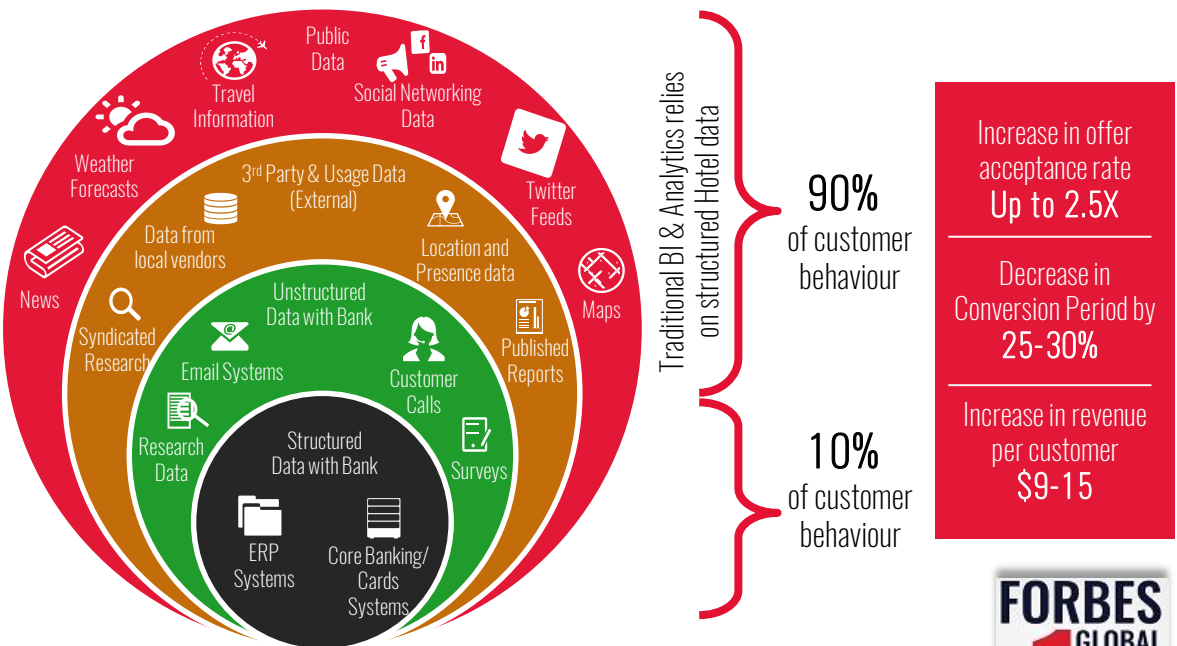 Public
Data
Travel
Information
Social Networking
Data
Weather
Forecasts
Twitter
Feeds
News
Maps
3rd Party & Usage Data
(External)
Data from
local vendors
Location and
Presence data
Syndicated
Research
Published
Reports
Unstructured
Data with Bank
Email Systems
Customer
Calls
Research
Data
Surveys
Structured
Data with Bank
ERP
Systems
Core Banking/
Cards
Systems
Traditional BI & Analytics relies
on structured Hotel data
90%
of customer
behaviour
10%
of customer
behaviour
Increase in offer
acceptance rate
Up to 2.5X
Decrease in
Conversion Period by
25-30%
Increase in revenue
per customer
$9-15
FORBES
GLOBAL